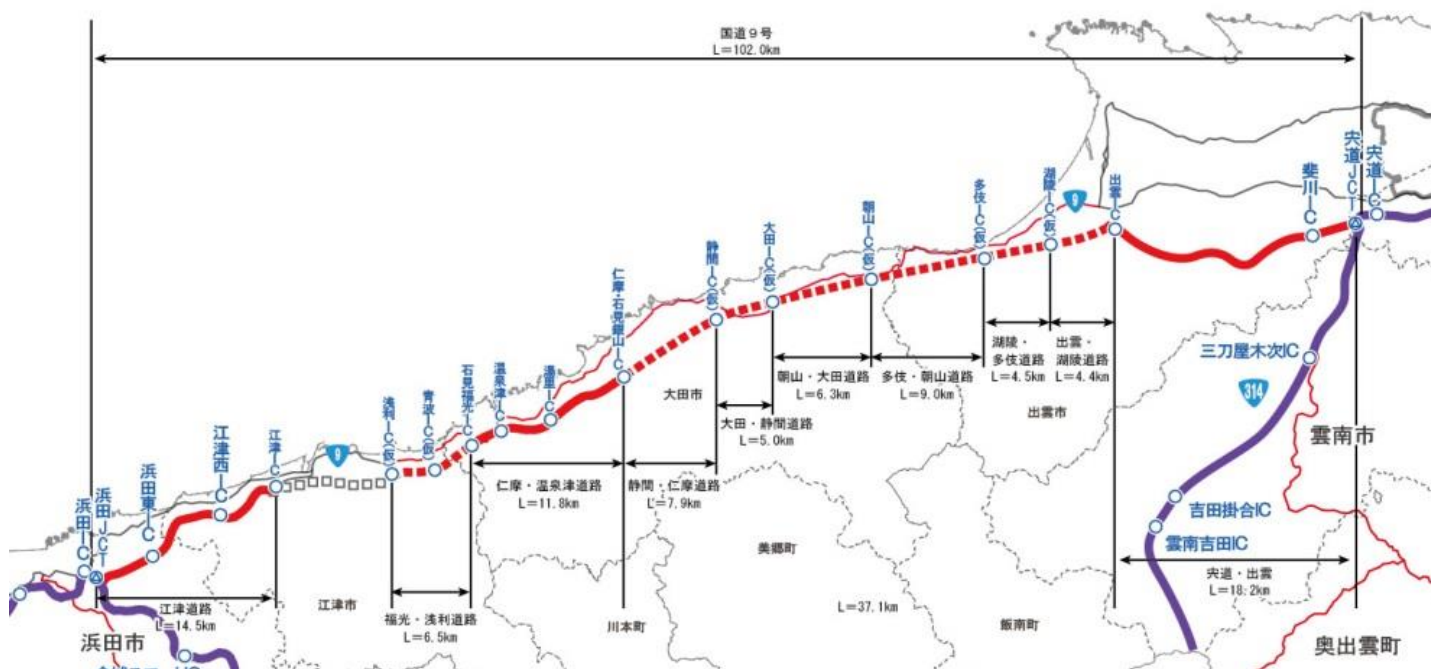 国道９号
L＝102.0km
宍道JCT
宍道IC
斐川IC
出雲IC
湖陵IC(仮)
9
多伎IC(仮)
朝山IC(仮)
大田IC(仮)
静間IC(仮)
仁摩・石見銀山IC
湯里IC
温泉津IC
石見福光IC
浅利IC(仮)
9
江津IC
江津西IC
浜田東IC
浜田JCT
浜田IC
湖陵・
多伎道路
L＝4.5km
出雲・
湖陵道路
L＝4.4km
朝山・大田道路
L＝6.3km
多伎・朝山道路
L＝9.0km
大田・静間道路
L＝5.0km
仁摩・温泉津道路
L＝11.8km
静間・仁摩道路
L＝7.9km
福光・浅利道路
L＝6.5km
江津道路
L＝14.5km
宍道・出雲
L＝18.2km
L＝37.1km
三刀屋木次IC
314
吉田掛合IC
雲南吉田IC
大田市
出雲市
雲南市
美郷町
江津市
川本町
飯南町
浜田市
奥出雲町